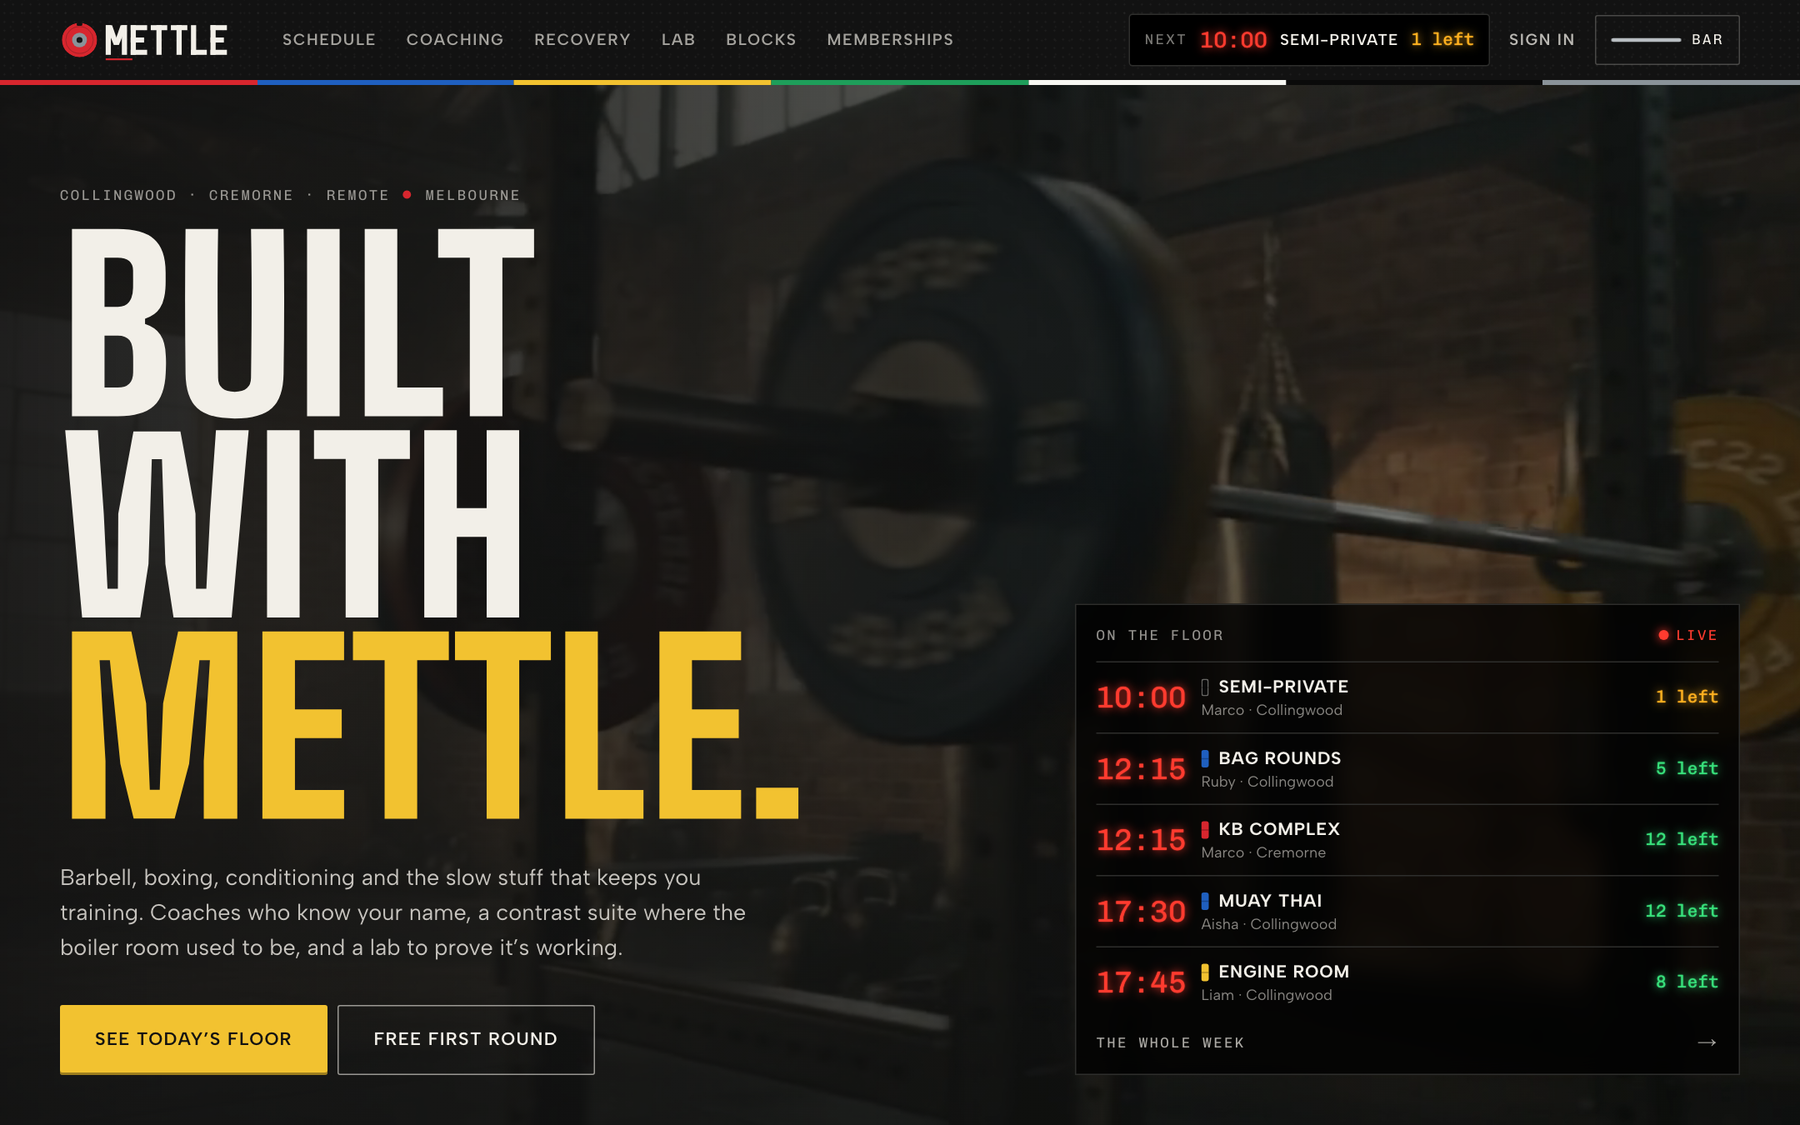 METTLE
SCHEDULE COACHING RECOVERY LAB BLOCKS MEMBERSHIPS
NEXT 10:00 SEMI-PRIVATE 1 left
SIGN IN
BAR
COLLINGWOOD · CREMORNE · REMOTE ● MELBOURNE
BUILT
WITH
METTLE.
Barbell, boxing, conditioning and the slow stuff that keeps you
training. Coaches who know your name, a contrast suite where the
boiler room used to be, and a lab to prove it’s working.
SEE TODAY’S FLOOR
FREE FIRST ROUND
ON THE FLOOR
LIVE
10:00 SEMI-PRIVATE 1 left
Marco · Collingwood
12:15 BAG ROUNDS 5 left
Ruby · Collingwood
12:15 KB COMPLEX 12 left
Marco · Cremorne
17:30 MUAY THAI 12 left
Aisha · Collingwood
17:45 ENGINE ROOM 8 left
Liam · Collingwood
THE WHOLE WEEK →